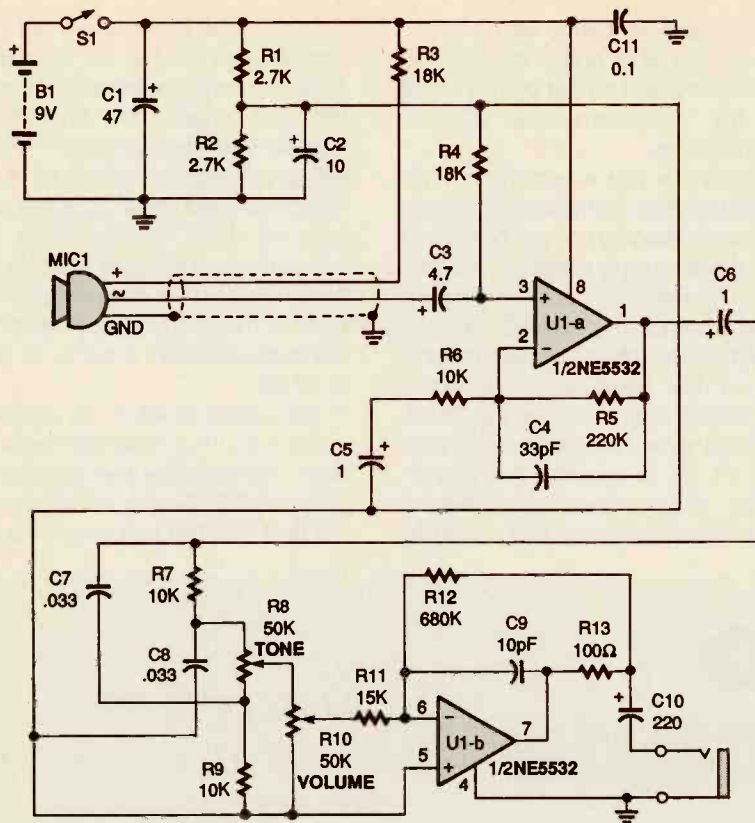 S1
+
B1
9V
C1
47
+
R1
2.7K
R2
2.7K
+
C2
10
R3
18K
C11
0.1
R4
18K
MIC1
+
~
GND
C3
4.7
+
3
+
8
U1-a
1
2
−
1/2NE5532
C6
1
+
R6
10K
R5
220K
C4
33pF
C5
1
+
C7
.033
R7
10K
C8
.033
R8
50K
TONE
R9
10K
R10
50K
VOLUME
R11
15K
R12
680K
C9
10pF
R13
100Ω
6
−
U1-b
7
5
+
4
1/2NE5532
+
C10
220